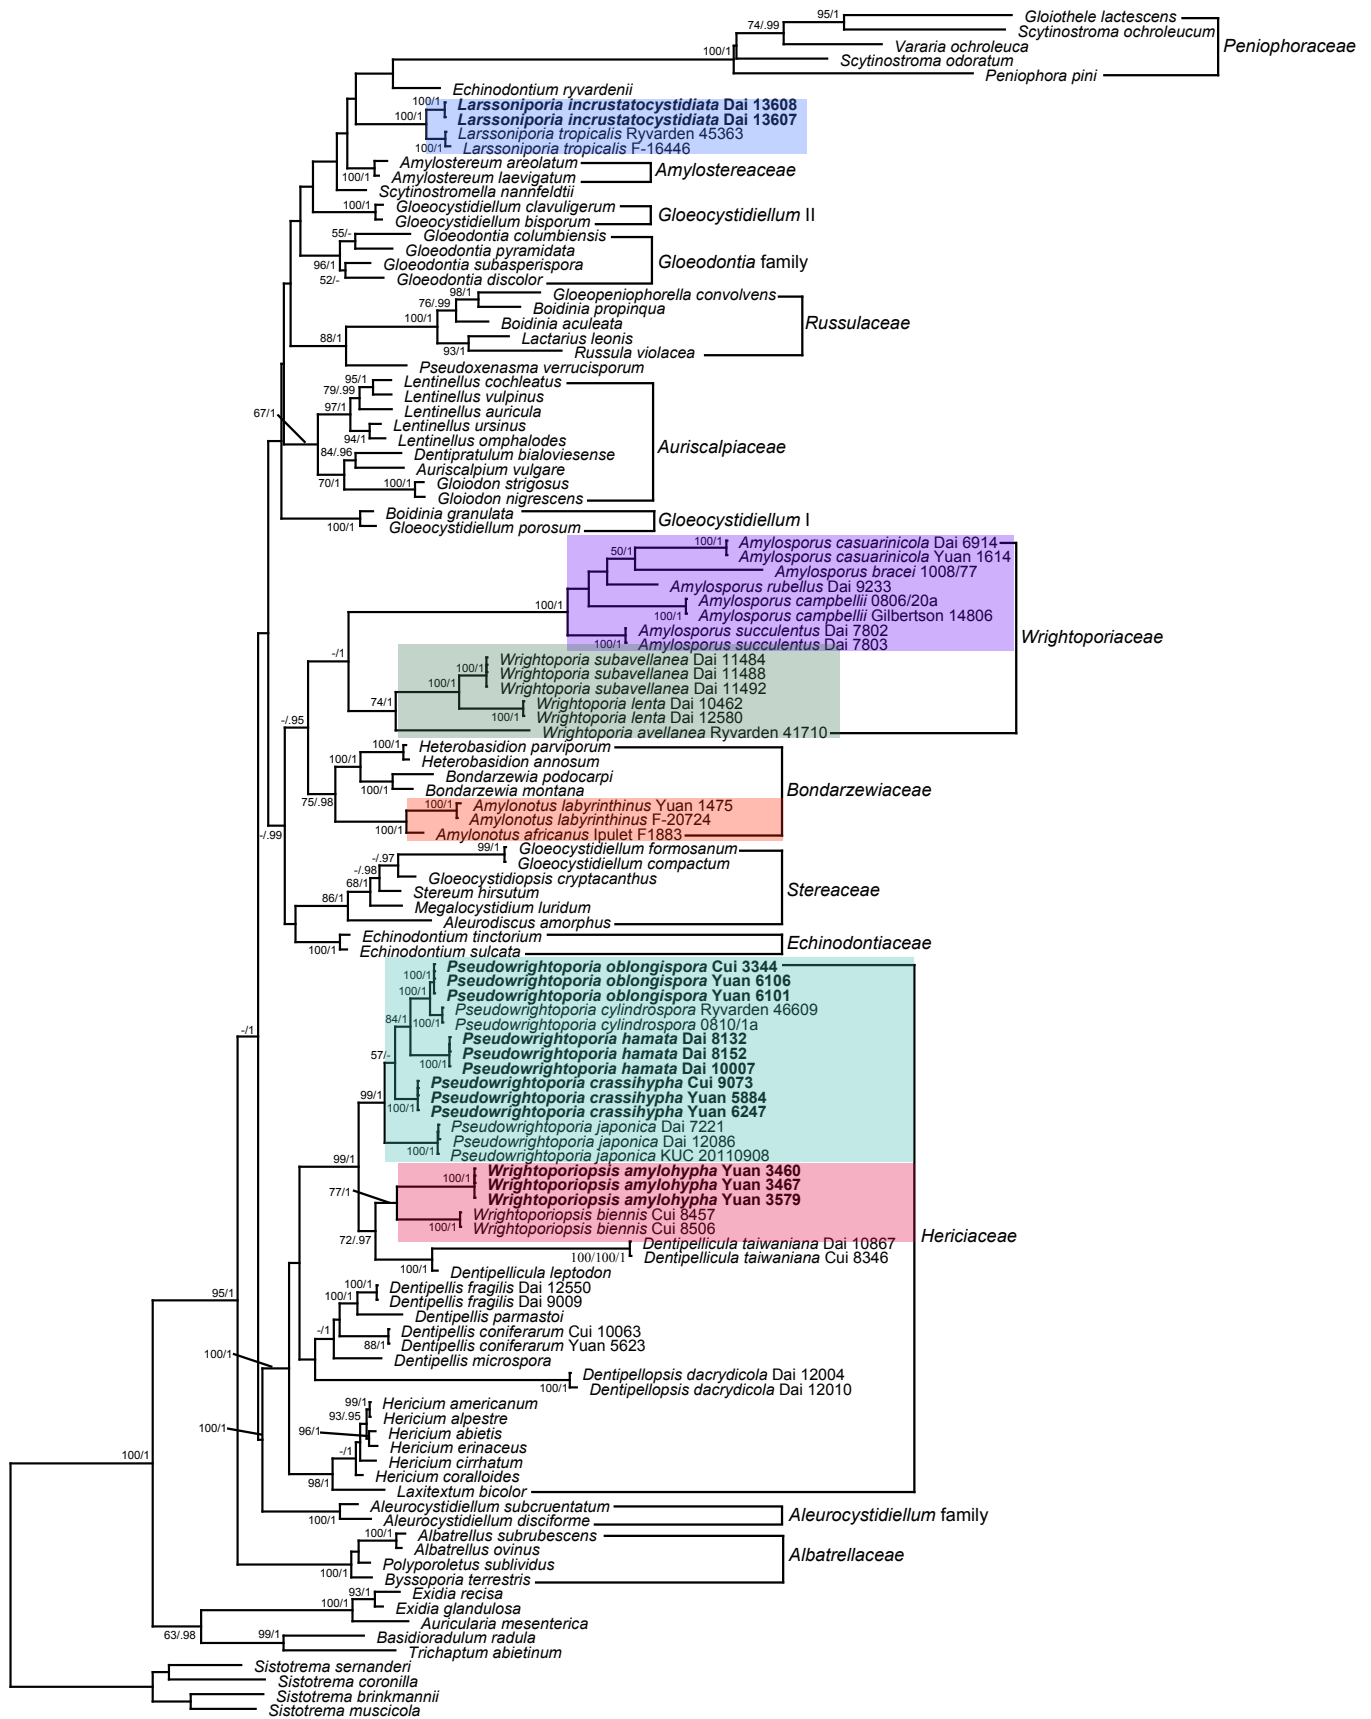 95/1
Gloiothele lactescens
74/.99
Scytinostroma ochroleucum
Vararia ochroleuca
Peniophoraceae
100/1
Scytinostroma odoratum
Peniophora pini
Echinodontium ryvardenii
100/1
Larssoniporia incrustatocystidiata Dai 13608
100/1
Larssoniporia incrustatocystidiata Dai 13607
Larssoniporia tropicalis Ryvarden 45363
100/1
Larssoniporia tropicalis F-16446
Amylostereum areolatum
Amylostereaceae
100/1
Amylostereum laevigatum
Scytinostromella nannfeldtii
100/1
Gloeocystidiellum clavuligerum
Gloeocystidiellum II
Gloeocystidiellum bisporum
55/-
Gloeodontia columbiensis
Gloeodontia pyramidata
96/1
Gloeodontia subasperispora
Gloeodontia family
52/-
Gloeodontia discolor
98/1
Gloeopeniophorella convolvens
76/.99
Boidinia propinqua
100/1
Boidinia aculeata
Russulaceae
88/1
Lactarius leonis
93/1
Russula violacea
Pseudoxenasma verrucisporum
95/1
Lentinellus cochleatus
79/.99
Lentinellus vulpinus
97/1
Lentinellus auricula
67/1
Lentinellus ursinus
94/1
Lentinellus omphalodes
Auriscalpiaceae
84/.96
Dentipratulum bialoviesense
Auriscalpium vulgare
70/1
100/1
Gloiodon strigosus
Gloiodon nigrescens
Boidinia granulata
Gloeocystidiellum I
100/1
Gloeocystidiellum porosum
100/1
Amylosporus casuarinicola Dai 6914
50/1
Amylosporus casuarinicola Yuan 1614
Amylosporus bracei 1008/77
Amylosporus rubellus Dai 9233
100/1
Amylosporus campbellii 0806/20a
100/1
Amylosporus campbellii Gilbertson 14806
Amylosporus succulentus Dai 7802
Wrightoporiaceae
100/1
Amylosporus succulentus Dai 7803
-/1
Wrightoporia subavellanea Dai 11484
100/1
Wrightoporia subavellanea Dai 11488
100/1
Wrightoporia subavellanea Dai 11492
74/1
Wrightoporia lenta Dai 10462
100/1
Wrightoporia lenta Dai 12580
-/.95
Wrightoporia avellanea Ryvarden 41710
100/1
Heterobasidion parviporum
100/1
Heterobasidion annosum
Bondarzewia podocarpi
100/1
Bondarzewia montana
Bondarzewiaceae
75/.98
100/1
Amylonotus labyrinthinus Yuan 1475
Amylonotus labyrinthinus F-20724
100/1
Amylonotus africanus Ipulet F1883
-/.99
99/1
Gloeocystidiellum formosanum
-/.97
Gloeocystidiellum compactum
-/.98
Gloeocystidiopsis cryptacanthus
68/1
Stereum hirsutum
Stereaceae
86/1
Megalocystidium luridum
Aleurodiscus amorphus
Echinodontium tinctorium
Echinodontiaceae
100/1
Echinodontium sulcata
Pseudowrightoporia oblongispora Cui 3344
100/1
Pseudowrightoporia oblongispora Yuan 6106
100/1
Pseudowrightoporia oblongispora Yuan 6101
Pseudowrightoporia cylindrospora Ryvarden 46609
84/1
100/1
Pseudowrightoporia cylindrospora 0810/1a
-/1
Pseudowrightoporia hamata Dai 8132
57/-
Pseudowrightoporia hamata Dai 8152
100/1
Pseudowrightoporia hamata Dai 10007
Pseudowrightoporia crassihypha Cui 9073
99/1
Pseudowrightoporia crassihypha Yuan 5884
100/1
Pseudowrightoporia crassihypha Yuan 6247
Pseudowrightoporia japonica Dai 7221
Pseudowrightoporia japonica Dai 12086
100/1
Pseudowrightoporia japonica KUC 20110908
99/1
Wrightoporiopsis amylohypha Yuan 3460
100/1
Wrightoporiopsis amylohypha Yuan 3467
77/1
Wrightoporiopsis amylohypha Yuan 3579
Wrightoporiopsis biennis Cui 8457
100/1
Wrightoporiopsis biennis Cui 8506
Hericiaceae
72/.97
Dentipellicula taiwaniana Dai 10867
100/100/1
Dentipellicula taiwaniana Cui 8346
100/1
Dentipellicula leptodon
100/1
Dentipellis fragilis Dai 12550
95/1
100/1
Dentipellis fragilis Dai 9009
Dentipellis parmastoi
-/1
Dentipellis coniferarum Cui 10063
88/1
Dentipellis coniferarum Yuan 5623
100/1
Dentipellis microspora
Dentipellopsis dacrydicola Dai 12004
100/1
Dentipellopsis dacrydicola Dai 12010
99/1
Hericium americanum
93/.95
Hericium alpestre
100/1
96/1
Hericium abietis
Hericium erinaceus
-/1
Hericium cirrhatum
100/1
Hericium coralloides
98/1
Laxitextum bicolor
Aleurocystidiellum subcruentatum
Aleurocystidiellum family
100/1
Aleurocystidiellum disciforme
100/1
Albatrellus subrubescens
Albatrellus ovinus
Albatrellaceae
Polyporoletus sublividus
100/1
Byssoporia terrestris
93/1
Exidia recisa
100/1
Exidia glandulosa
Auricularia mesenterica
63/.98
99/1
Basidioradulum radula
Trichaptum abietinum
Sistotrema sernanderi
Sistotrema coronilla
Sistotrema brinkmannii
Sistotrema muscicola